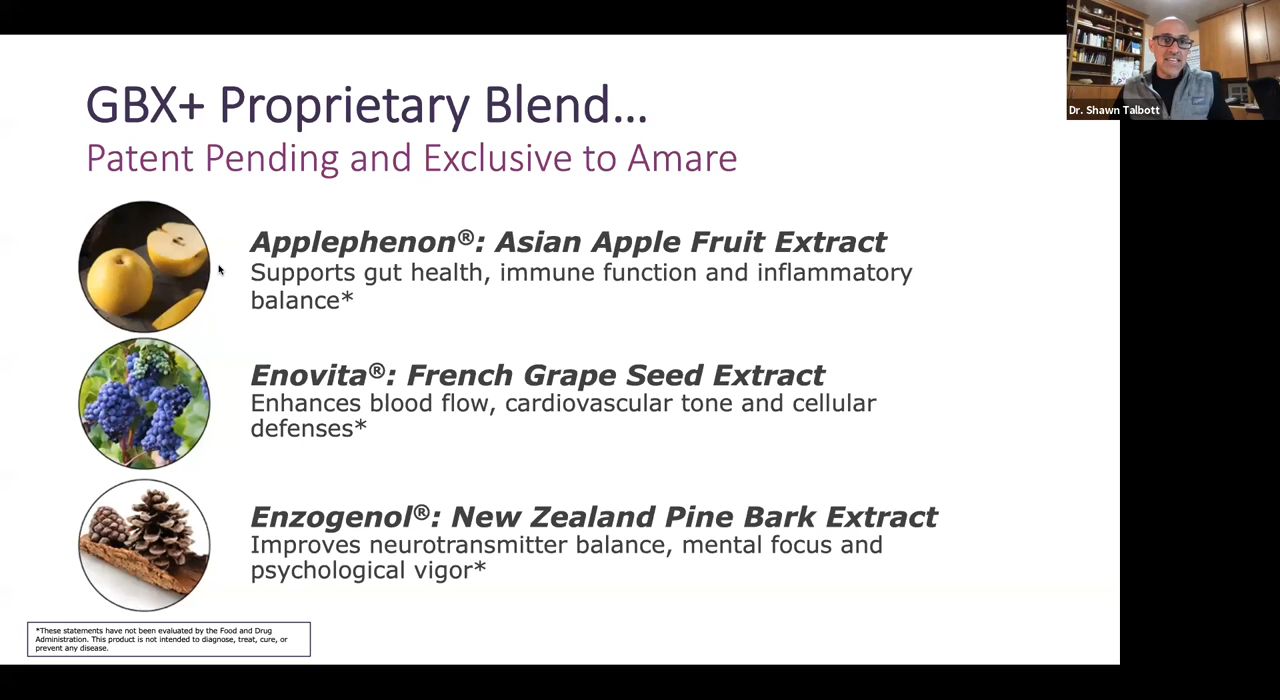 GBX+ Proprietary Blend...
Patent Pending and Exclusive to Amare
Dr. Shawn Talbott
Applephenon®: Asian Apple Fruit Extract
Supports gut health, immune function and inflammatory
balance*
Enovita®: French Grape Seed Extract
Enhances blood flow, cardiovascular tone and cellular
defenses*
Enzogenol®: New Zealand Pine Bark Extract
Improves neurotransmitter balance, mental focus and
psychological vigor*
*These statements have not been evaluated by the Food and Drug
Administration. This product is not intended to diagnose, treat, cure, or
prevent any disease.